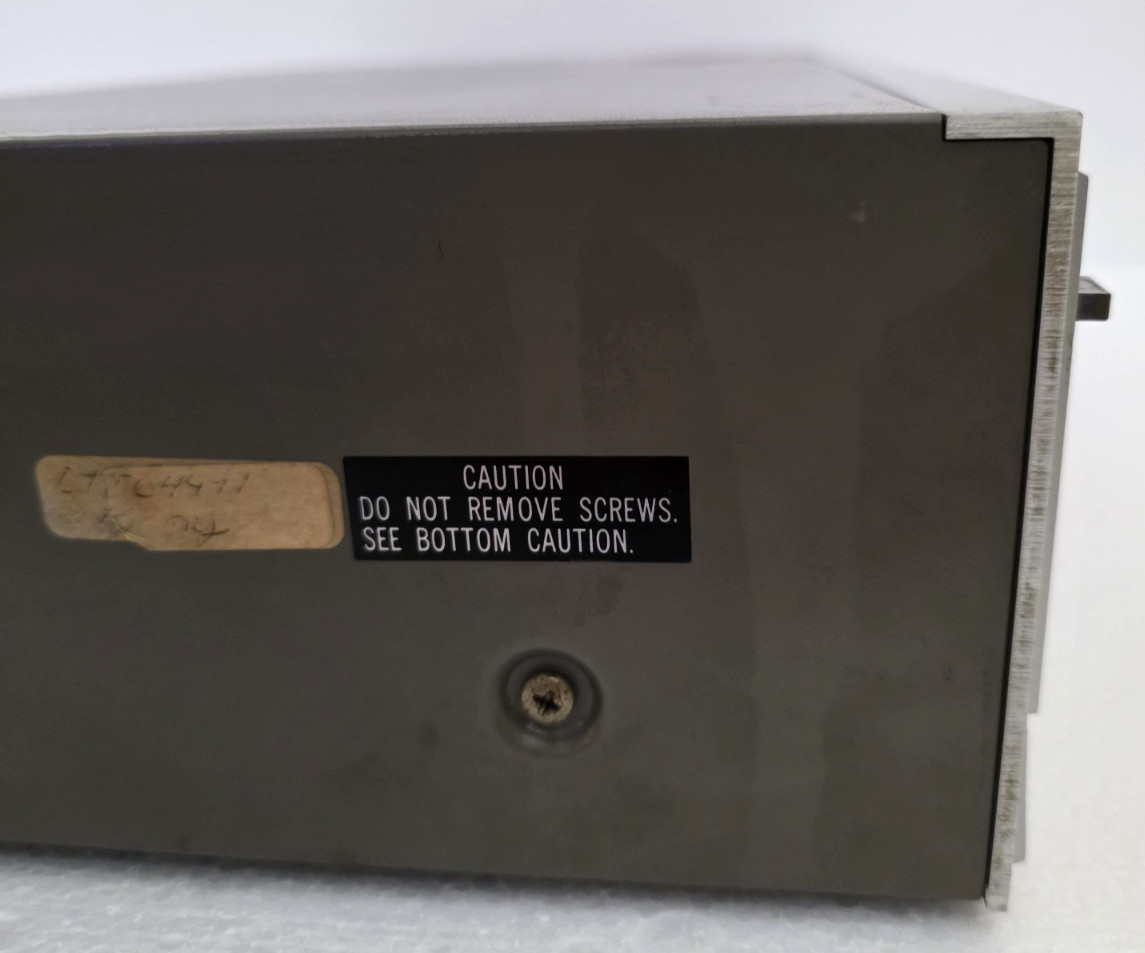 CAUTION
DO NOT REMOVE SCREWS.
SEE BOTTOM CAUTION.